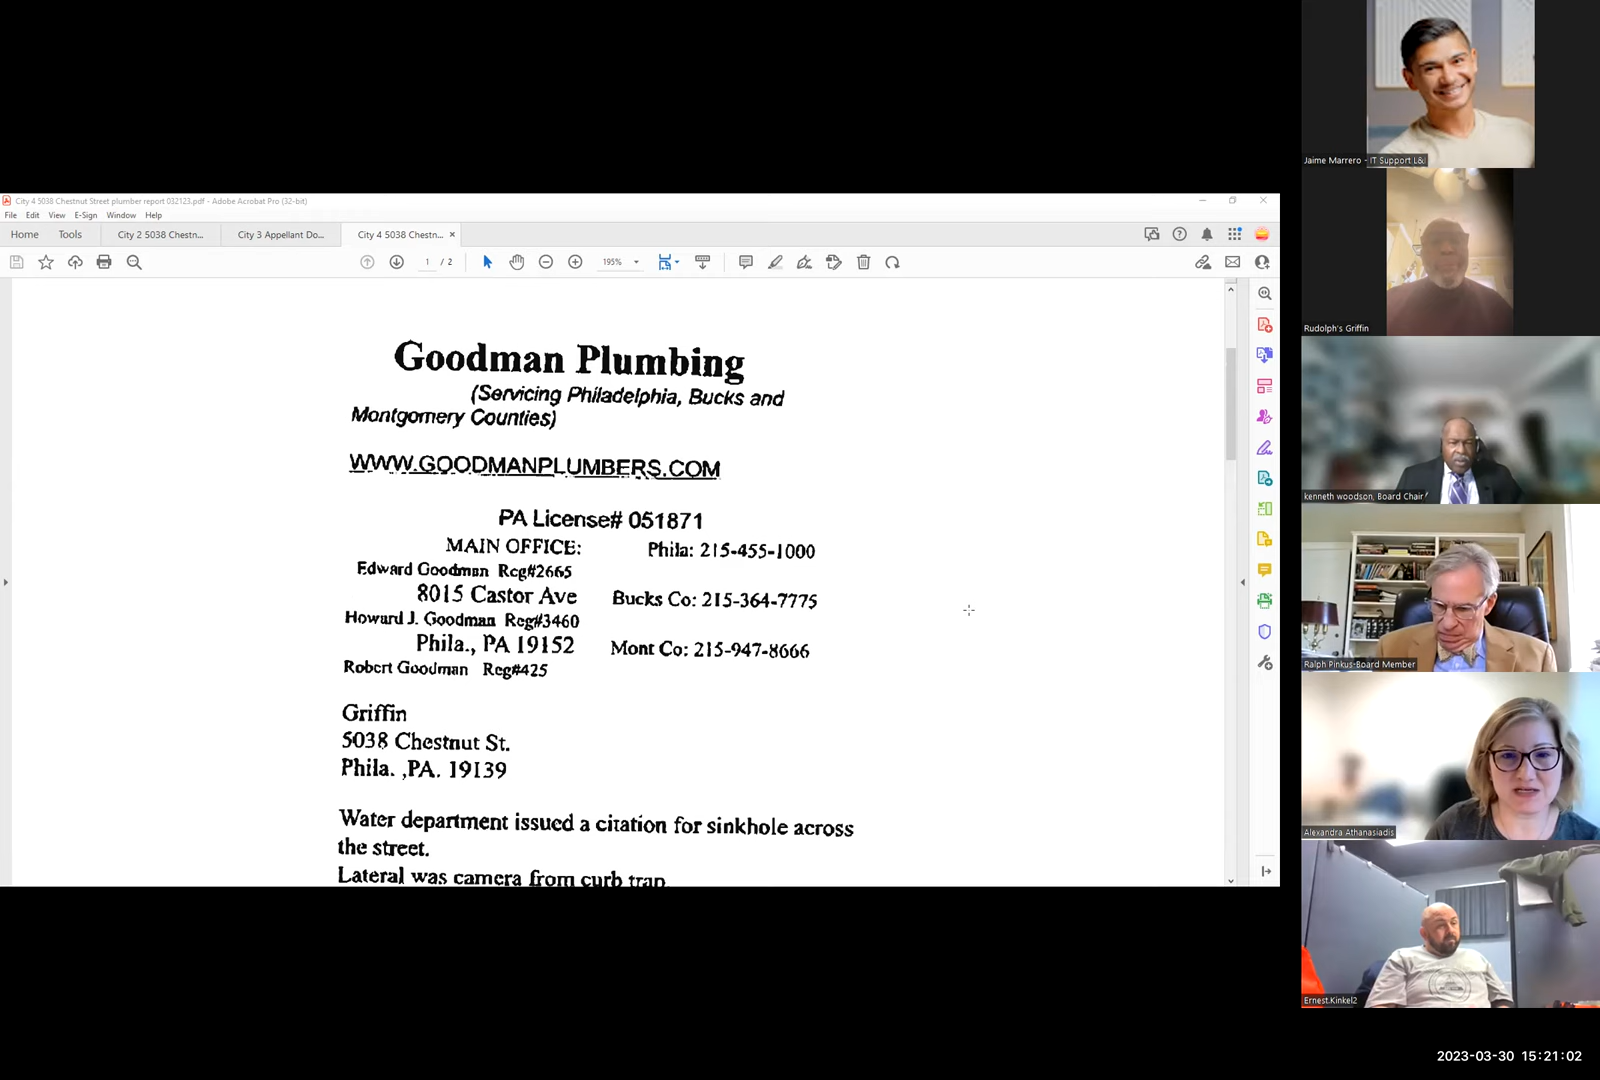 City 4 5038 Chestnut Street plumber report 032123.pdf - Adobe Acrobat Pro (32-bit)
File Edit View E-Sign Window Help
Home Tools City 2 5038 Chestn... City 3 Appellant Do... City 4 5038 Chestn... ×
1 / 2 195%
Goodman Plumbing
(Servicing Philadelphia, Bucks and
Montgomery Counties)
WWW.GOODMANPLUMBERS.COM
PA License# 051871
MAIN OFFICE: Phila: 215-455-1000
Edward Goodman Reg#2665
8015 Castor Ave Bucks Co: 215-364-7775
Howard J. Goodman Reg#3460
Phila., PA 19152 Mont Co: 215-947-8666
Robert Goodman Reg#425
Griffin
5038 Chestnut St.
Phila. ,PA. 19139
Water department issued a citation for sinkhole across
the street.
Lateral was camera from curb trap
Jaime Marrero - IT Support L&I
Rudolph's Griffin
kenneth woodson, Board Chair
Ralph Pinkus-Board Member
Alexandra Athanasiadis
Ernest.Kinkel2
2023-03-30 15:21:02